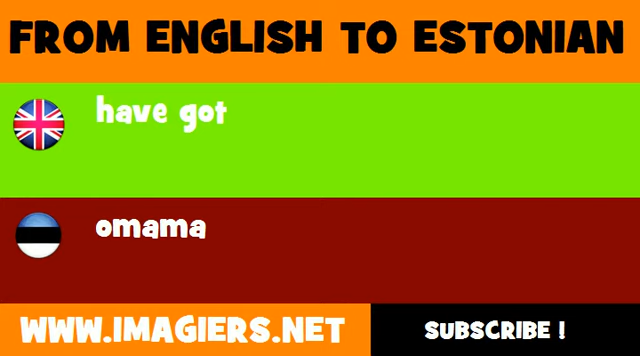 FROM ENGLISH TO ESTONIAN
have got
omama
WWW.IMAGIERS.NET
SUBSCRIBE !